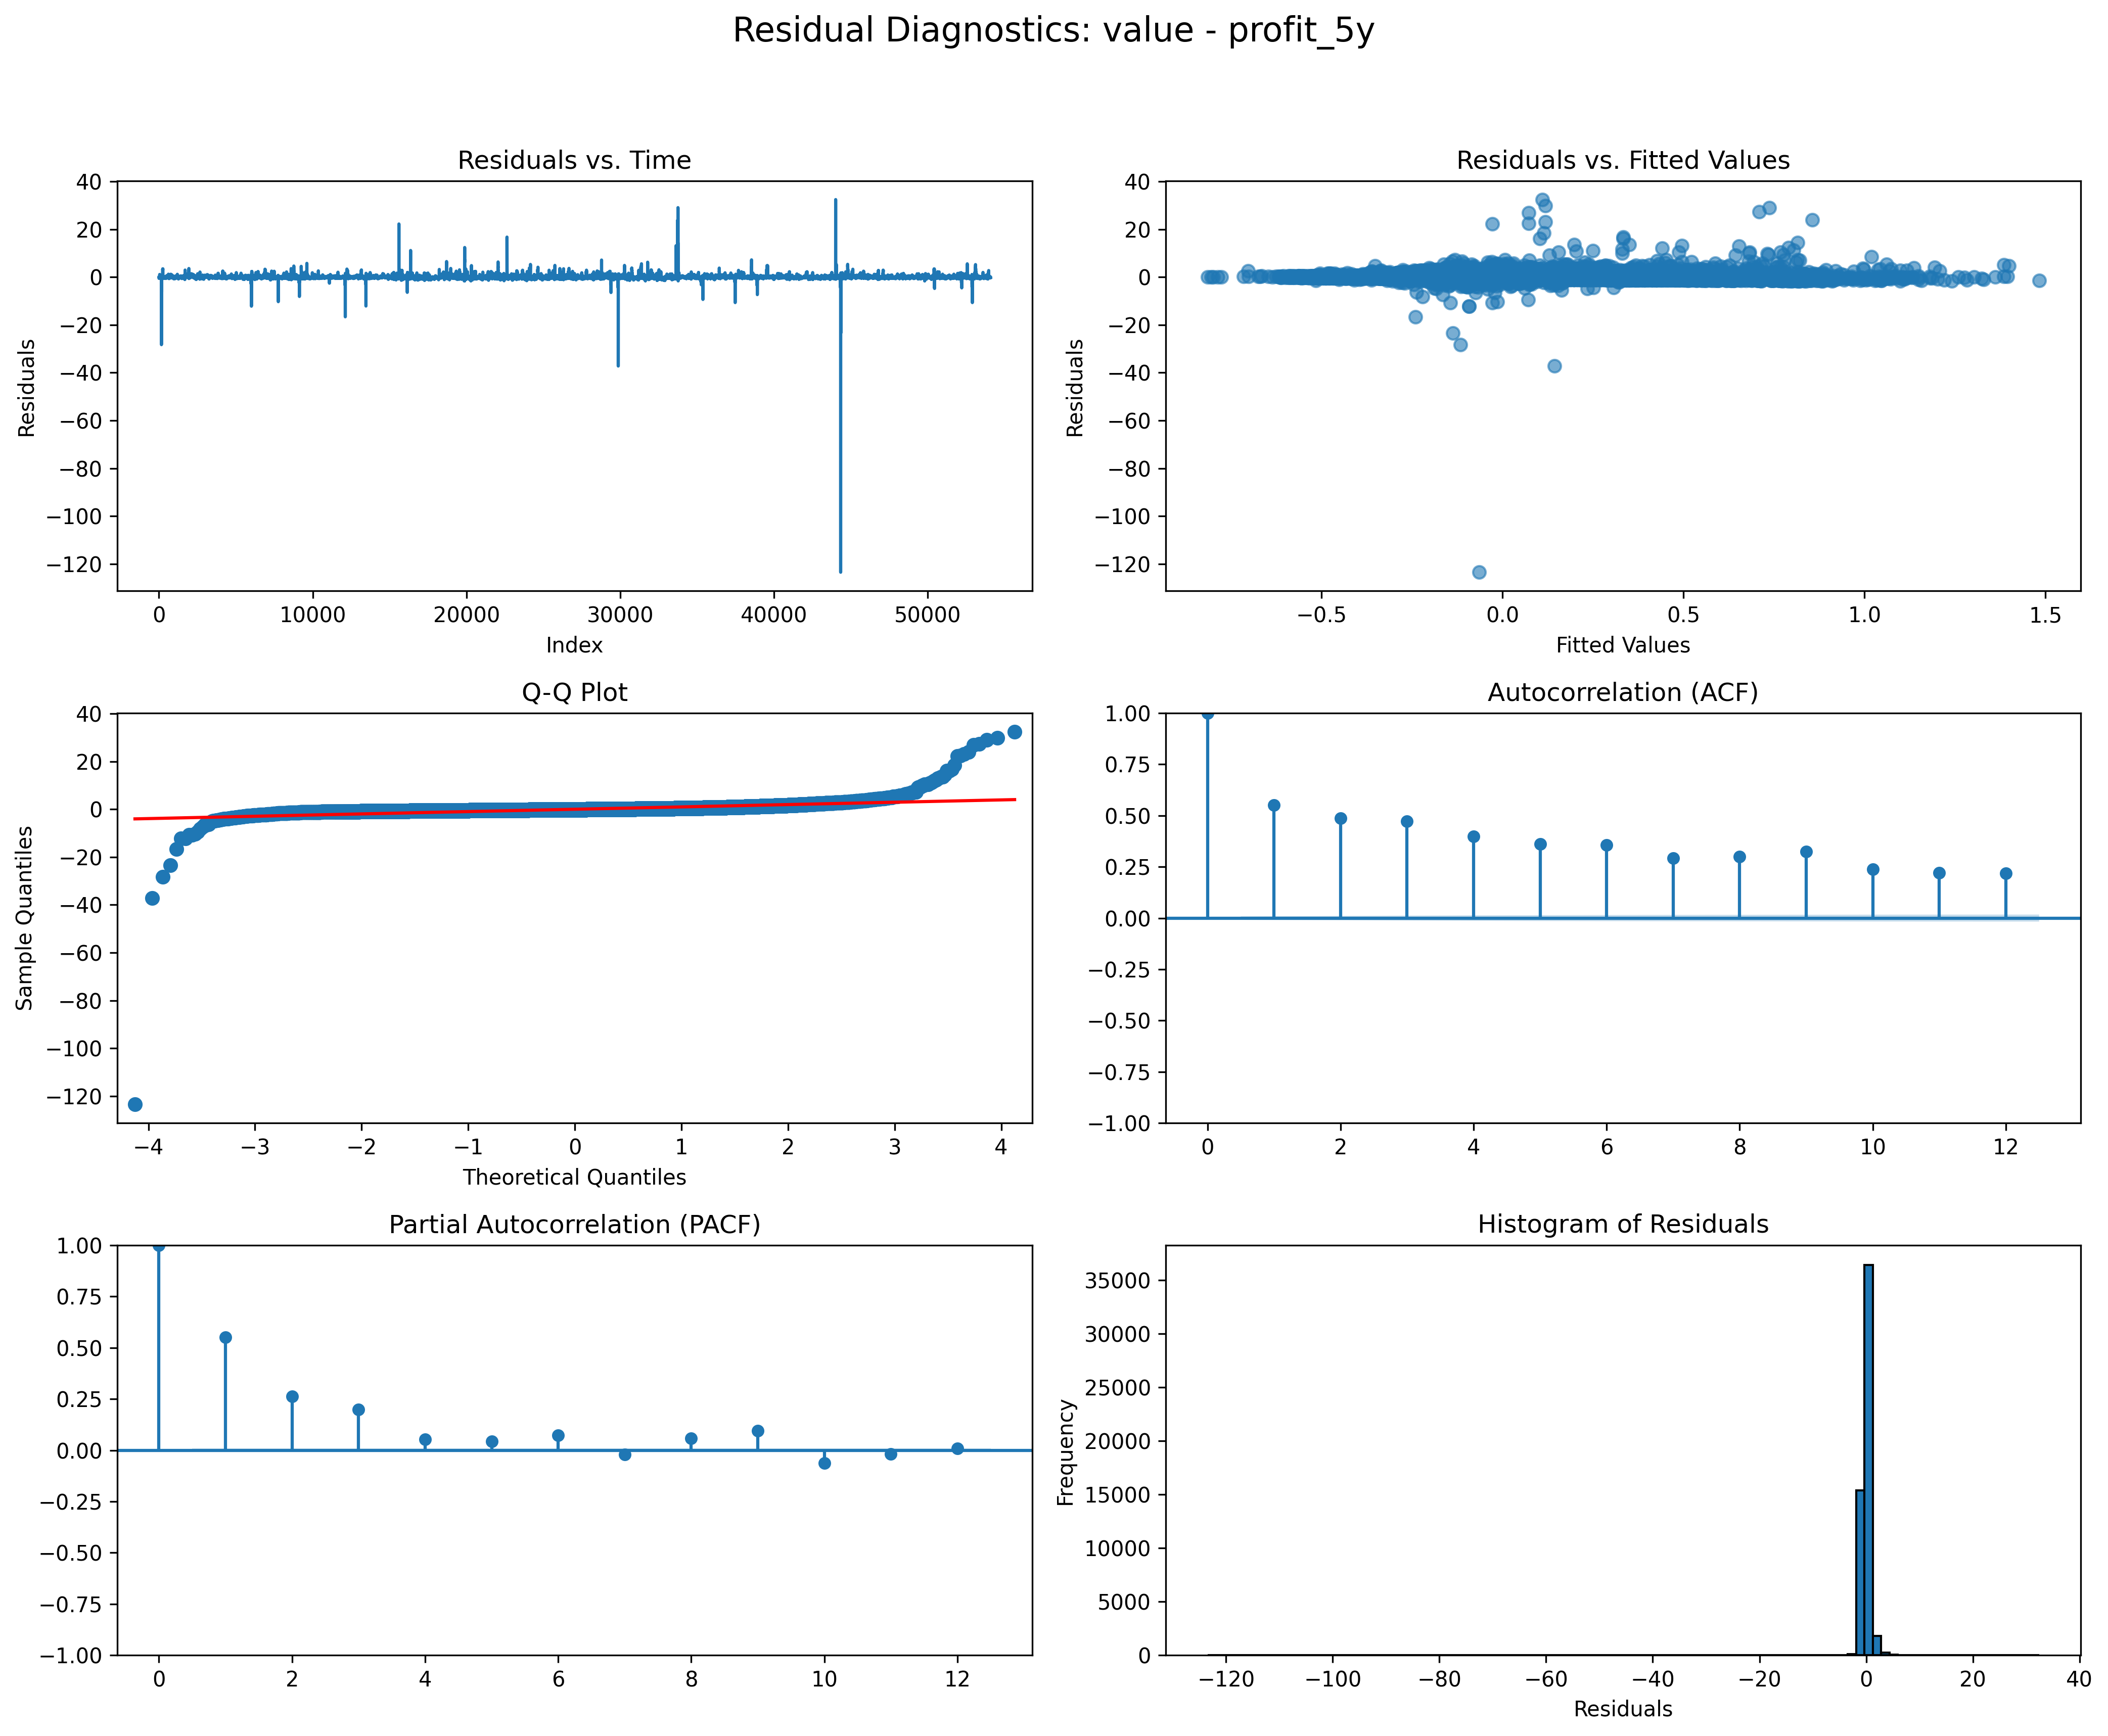 Residual Diagnostics: value - profit_5y
Residuals vs. Time
40
20
0
−20
−40
−60
−80
−100
−120
Residuals
0 10000 20000 30000 40000 50000
Index
Residuals vs. Fitted Values
40
20
0
−20
−40
−60
−80
−100
−120
Residuals
−0.5 0.0 0.5 1.0 1.5
Fitted Values
Q-Q Plot
40
20
0
−20
−40
−60
−80
−100
−120
Sample Quantiles
−4 −3 −2 −1 0 1 2 3 4
Theoretical Quantiles
Autocorrelation (ACF)
1.00
0.75
0.50
0.25
0.00
−0.25
−0.50
−0.75
−1.00
0 2 4 6 8 10 12
Partial Autocorrelation (PACF)
1.00
0.75
0.50
0.25
0.00
−0.25
−0.50
−0.75
−1.00
0 2 4 6 8 10 12
Histogram of Residuals
35000
30000
25000
20000
15000
10000
5000
0
Frequency
−120 −100 −80 −60 −40 −20 0 20 40
Residuals